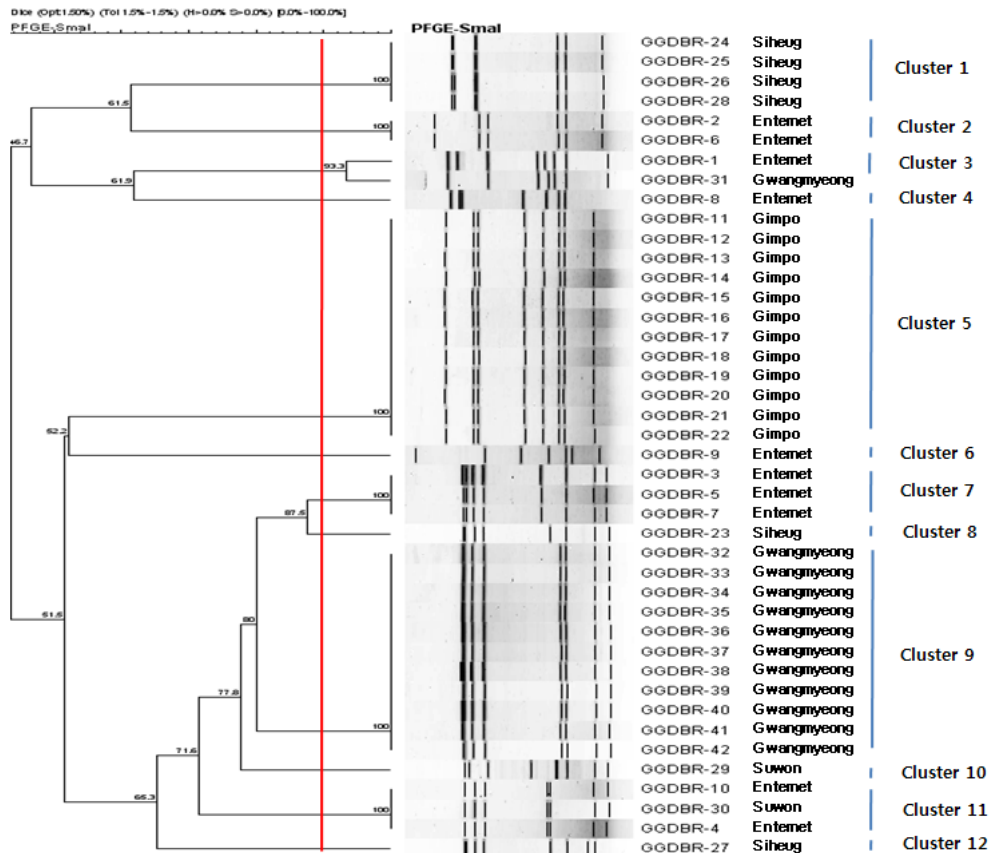 Dice (Opt:1.50%) (Tol 1.5%-1.5%) (H>0.0% S>0.0%) [0.0%-100.0%]
PFGE-SmaI PFGE-SmaI
GGDBR-24 Siheug
GGDBR-25 Siheug
Cluster 1
100 GGDBR-26 Siheug
61.5 GGDBR-28 Siheug
GGDBR-2 Enternet
Cluster 2
100 GGDBR-6 Enternet
46.7
GGDBR-1 Enternet
Cluster 3
93.3
61.9 GGDBR-31 Gwangmyeong
GGDBR-8 Enternet Cluster 4
GGDBR-11 Gimpo
GGDBR-12 Gimpo
GGDBR-13 Gimpo
GGDBR-14 Gimpo
GGDBR-15 Gimpo
GGDBR-16 Gimpo
Cluster 5
GGDBR-17 Gimpo
GGDBR-18 Gimpo
GGDBR-19 Gimpo
GGDBR-20 Gimpo
100 GGDBR-21 Gimpo
52.2 GGDBR-22 Gimpo
GGDBR-9 Enternet Cluster 6
GGDBR-3 Enternet
100 GGDBR-5 Enternet Cluster 7
87.5 GGDBR-7 Enternet
GGDBR-23 Siheug Cluster 8
GGDBR-32 Gwangmyeong
GGDBR-33 Gwangmyeong
GGDBR-34 Gwangmyeong
51.5 GGDBR-35 Gwangmyeong
80 GGDBR-36 Gwangmyeong
GGDBR-37 Gwangmyeong
Cluster 9
GGDBR-38 Gwangmyeong
77.8 GGDBR-39 Gwangmyeong
GGDBR-40 Gwangmyeong
100 GGDBR-41 Gwangmyeong
71.6 GGDBR-42 Gwangmyeong
GGDBR-29 Suwon Cluster 10
65.3 GGDBR-10 Enternet
100 GGDBR-30 Suwon Cluster 11
GGDBR-4 Enternet
GGDBR-27 Siheug Cluster 12